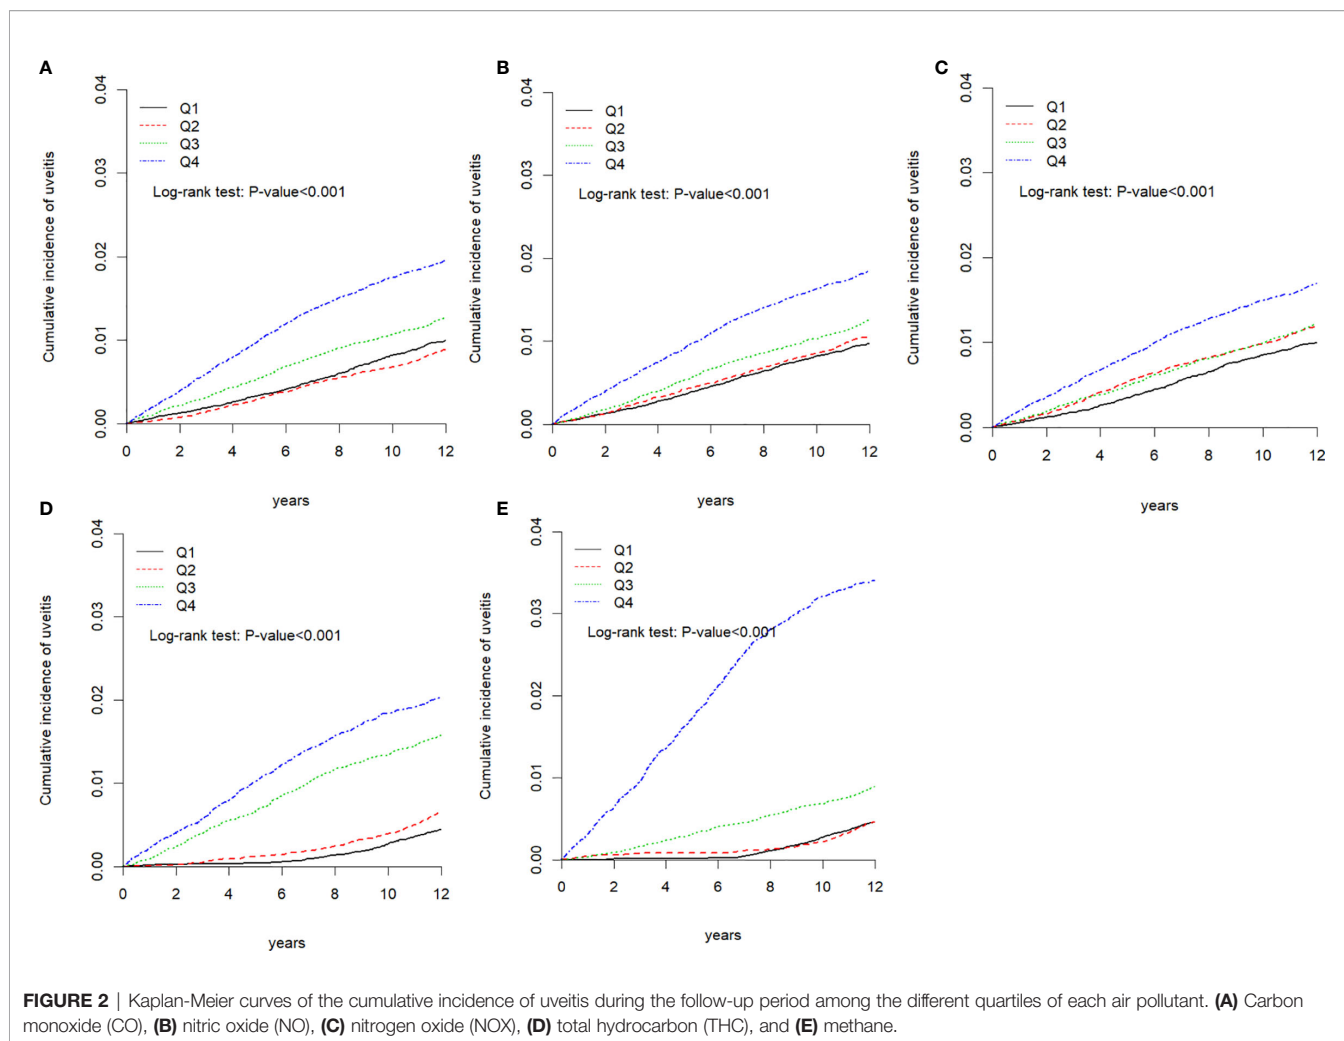 A
0.04
0.03
0.02
0.01
0.00
Cumulative incidence of uveitis
Q1
Q2
Q3
Q4
Log-rank test: P-value<0.001
0 2 4 6 8 10 12
years
B
0.04
0.03
0.02
0.01
0.00
Cumulative incidence of uveitis
Q1
Q2
Q3
Q4
Log-rank test: P-value<0.001
0 2 4 6 8 10 12
years
C
0.04
0.03
0.02
0.01
0.00
Cumulative incidence of uveitis
Q1
Q2
Q3
Q4
Log-rank test: P-value<0.001
0 2 4 6 8 10 12
years
D
0.04
0.03
0.02
0.01
0.00
Cumulative incidence of uveitis
Q1
Q2
Q3
Q4
Log-rank test: P-value<0.001
0 2 4 6 8 10 12
years
E
0.04
0.03
0.02
0.01
0.00
Cumulative incidence of uveitis
Q1
Q2
Q3
Q4
Log-rank test: P-value<0.001
0 2 4 6 8 10 12
years
FIGURE 2 | Kaplan-Meier curves of the cumulative incidence of uveitis during the follow-up period among the different quartiles of each air pollutant. (A) Carbon
monoxide (CO), (B) nitric oxide (NO), (C) nitrogen oxide (NOX), (D) total hydrocarbon (THC), and (E) methane.